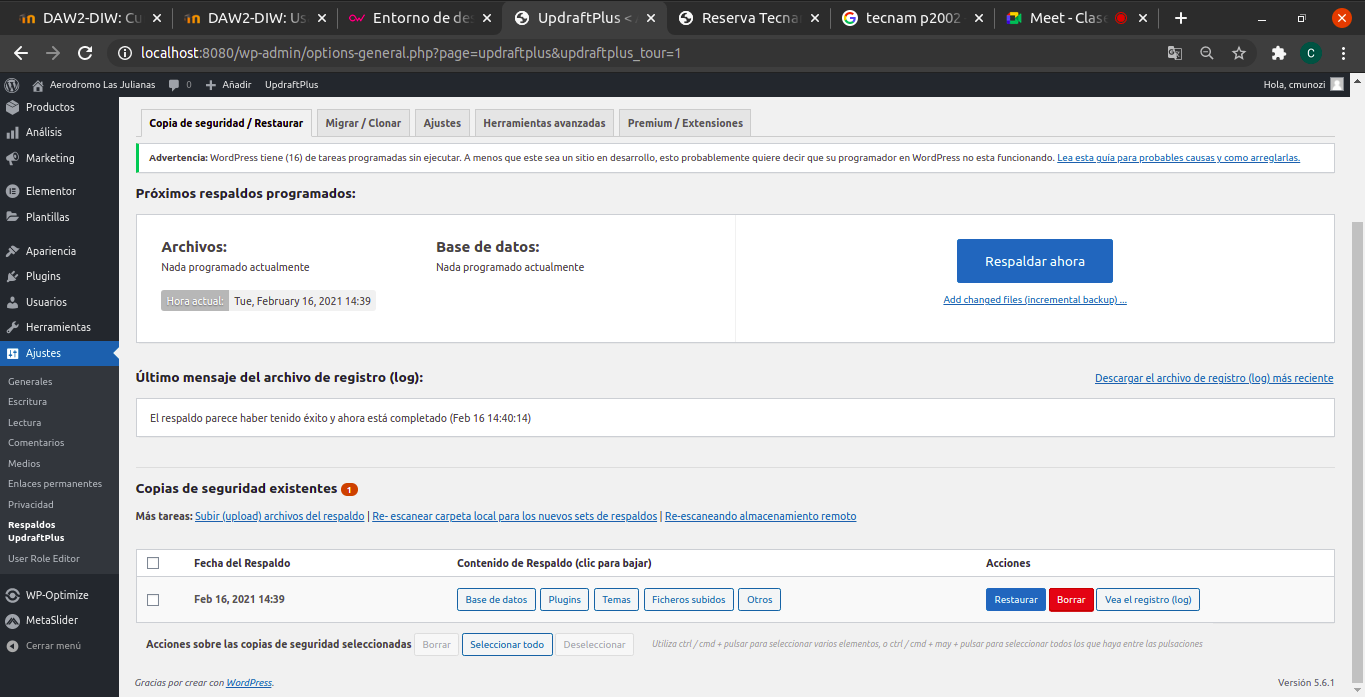 DAW2-DIW: Cu
DAW2-DIW: Us
Entorno de des
UpdraftPlus < A
Reserva Tecna
tecnam p2002
Meet - Clase
localhost:8080/wp-admin/options-general.php?page=updraftplus&updraftplus_tour=1
C
Aerodromo Las Julianas 0 Añadir UpdraftPlus Hola, cmunozi
Productos
Análisis
Marketing
Elementor
Plantillas
Apariencia
Plugins
Usuarios
Herramientas
Ajustes
Generales
Escritura
Lectura
Comentarios
Medios
Enlaces permanentes
Privacidad
Respaldos
UpdraftPlus
User Role Editor
WP-Optimize
MetaSlider
Cerrar menú
Copia de seguridad / Restaurar Migrar / Clonar Ajustes Herramientas avanzadas Premium / Extensiones
Advertencia: WordPress tiene (16) de tareas programadas sin ejecutar. A menos que este sea un sitio en desarrollo, esto probablemente quiere decir que su programador en WordPress no esta funcionando. Lea esta guía para probables causas y como arreglarlas.
Próximos respaldos programados:
Archivos:
Nada programado actualmente
Base de datos:
Nada programado actualmente
Hora actual: Tue, February 16, 2021 14:39
Respaldar ahora
Add changed files (incremental backup) ...
Último mensaje del archivo de registro (log):
Descargar el archivo de registro (log) más reciente
El respaldo parece haber tenido éxito y ahora está completado (Feb 16 14:40:14)
Copias de seguridad existentes 1
Más tareas: Subir (upload) archivos del respaldo | Re- escanear carpeta local para los nuevos sets de respaldos | Re-escaneando almacenamiento remoto
Fecha del Respaldo Contenido de Respaldo (clic para bajar) Acciones
Feb 16, 2021 14:39 Base de datos Plugins Temas Ficheros subidos Otros Restaurar Borrar Vea el registro (log)
Acciones sobre las copias de seguridad seleccionadas Borrar Seleccionar todo Deseleccionar Utiliza ctrl / cmd + pulsar para seleccionar varios elementos, o ctrl / cmd + may + pulsar para seleccionar todos los que haya entre las pulsaciones
Gracias por crear con WordPress. Versión 5.6.1